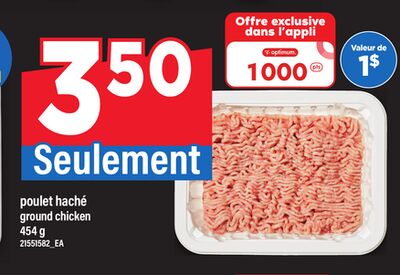 Offre exclusive
dans l'appli
optimum.
1000 pts
Valeur de
1$
3 50
Seulement
poulet haché
ground chicken
454 g
21551582_EA